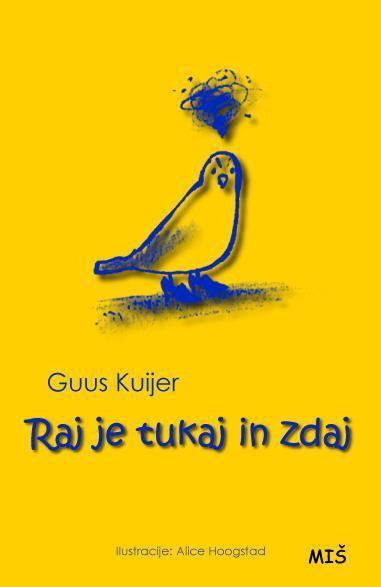 Guus Kuijer
Raj je tukaj in zdaj
Ilustracije: Alice Hoogstad
MIŠ